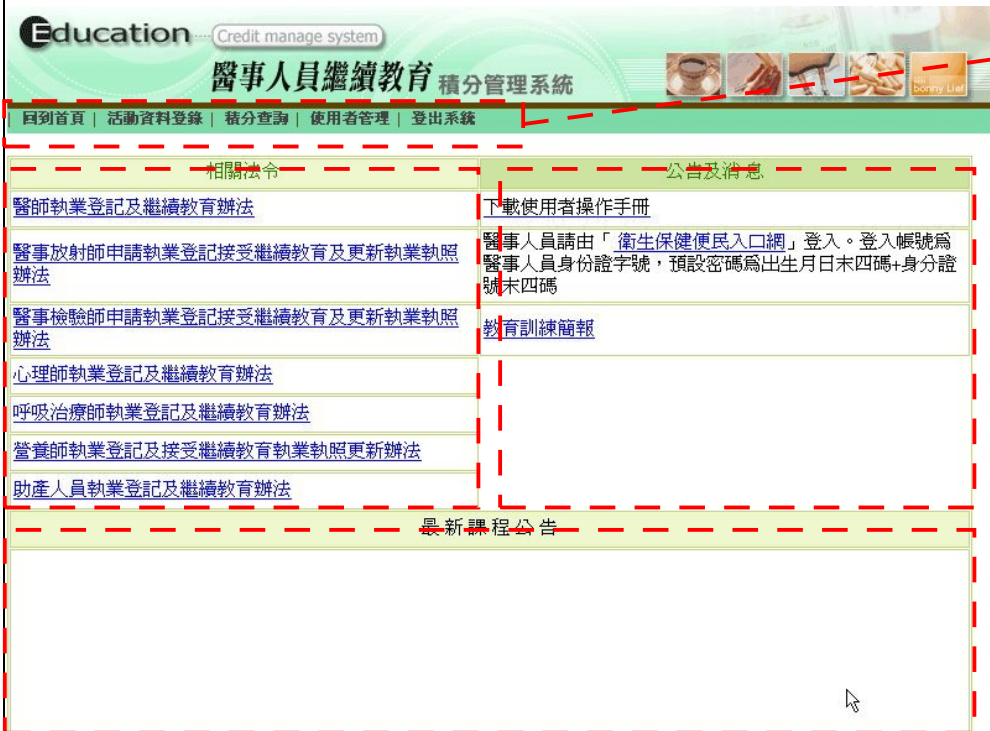 Education Credit manage system
醫事人員繼續教育 積分管理系統
bonny Lief
| 回到首頁 | 活動資料登錄 | 積分查詢 | 使用者管理 | 登出系統
相關法令
醫師執業登記及繼續教育辦法
醫事放射師申請執業登記接受繼續教育及更新執業執照
辦法
醫事檢驗師申請執業登記接受繼續教育及更新執業執照
辦法
心理師執業登記及繼續教育辦法
呼吸治療師執業登記及繼續教育辦法
營養師執業登記及接受繼續教育執業執照更新辦法
助產人員執業登記及繼續教育辦法
公告及消息
下載使用者操作手冊
醫事人員請由「 衛生保健便民入口網」登入。登入帳號為
醫事人員身份證字號，預設密碼為出生月日末四碼+身分證
號末四碼
教育訓練簡報
最新課程公告